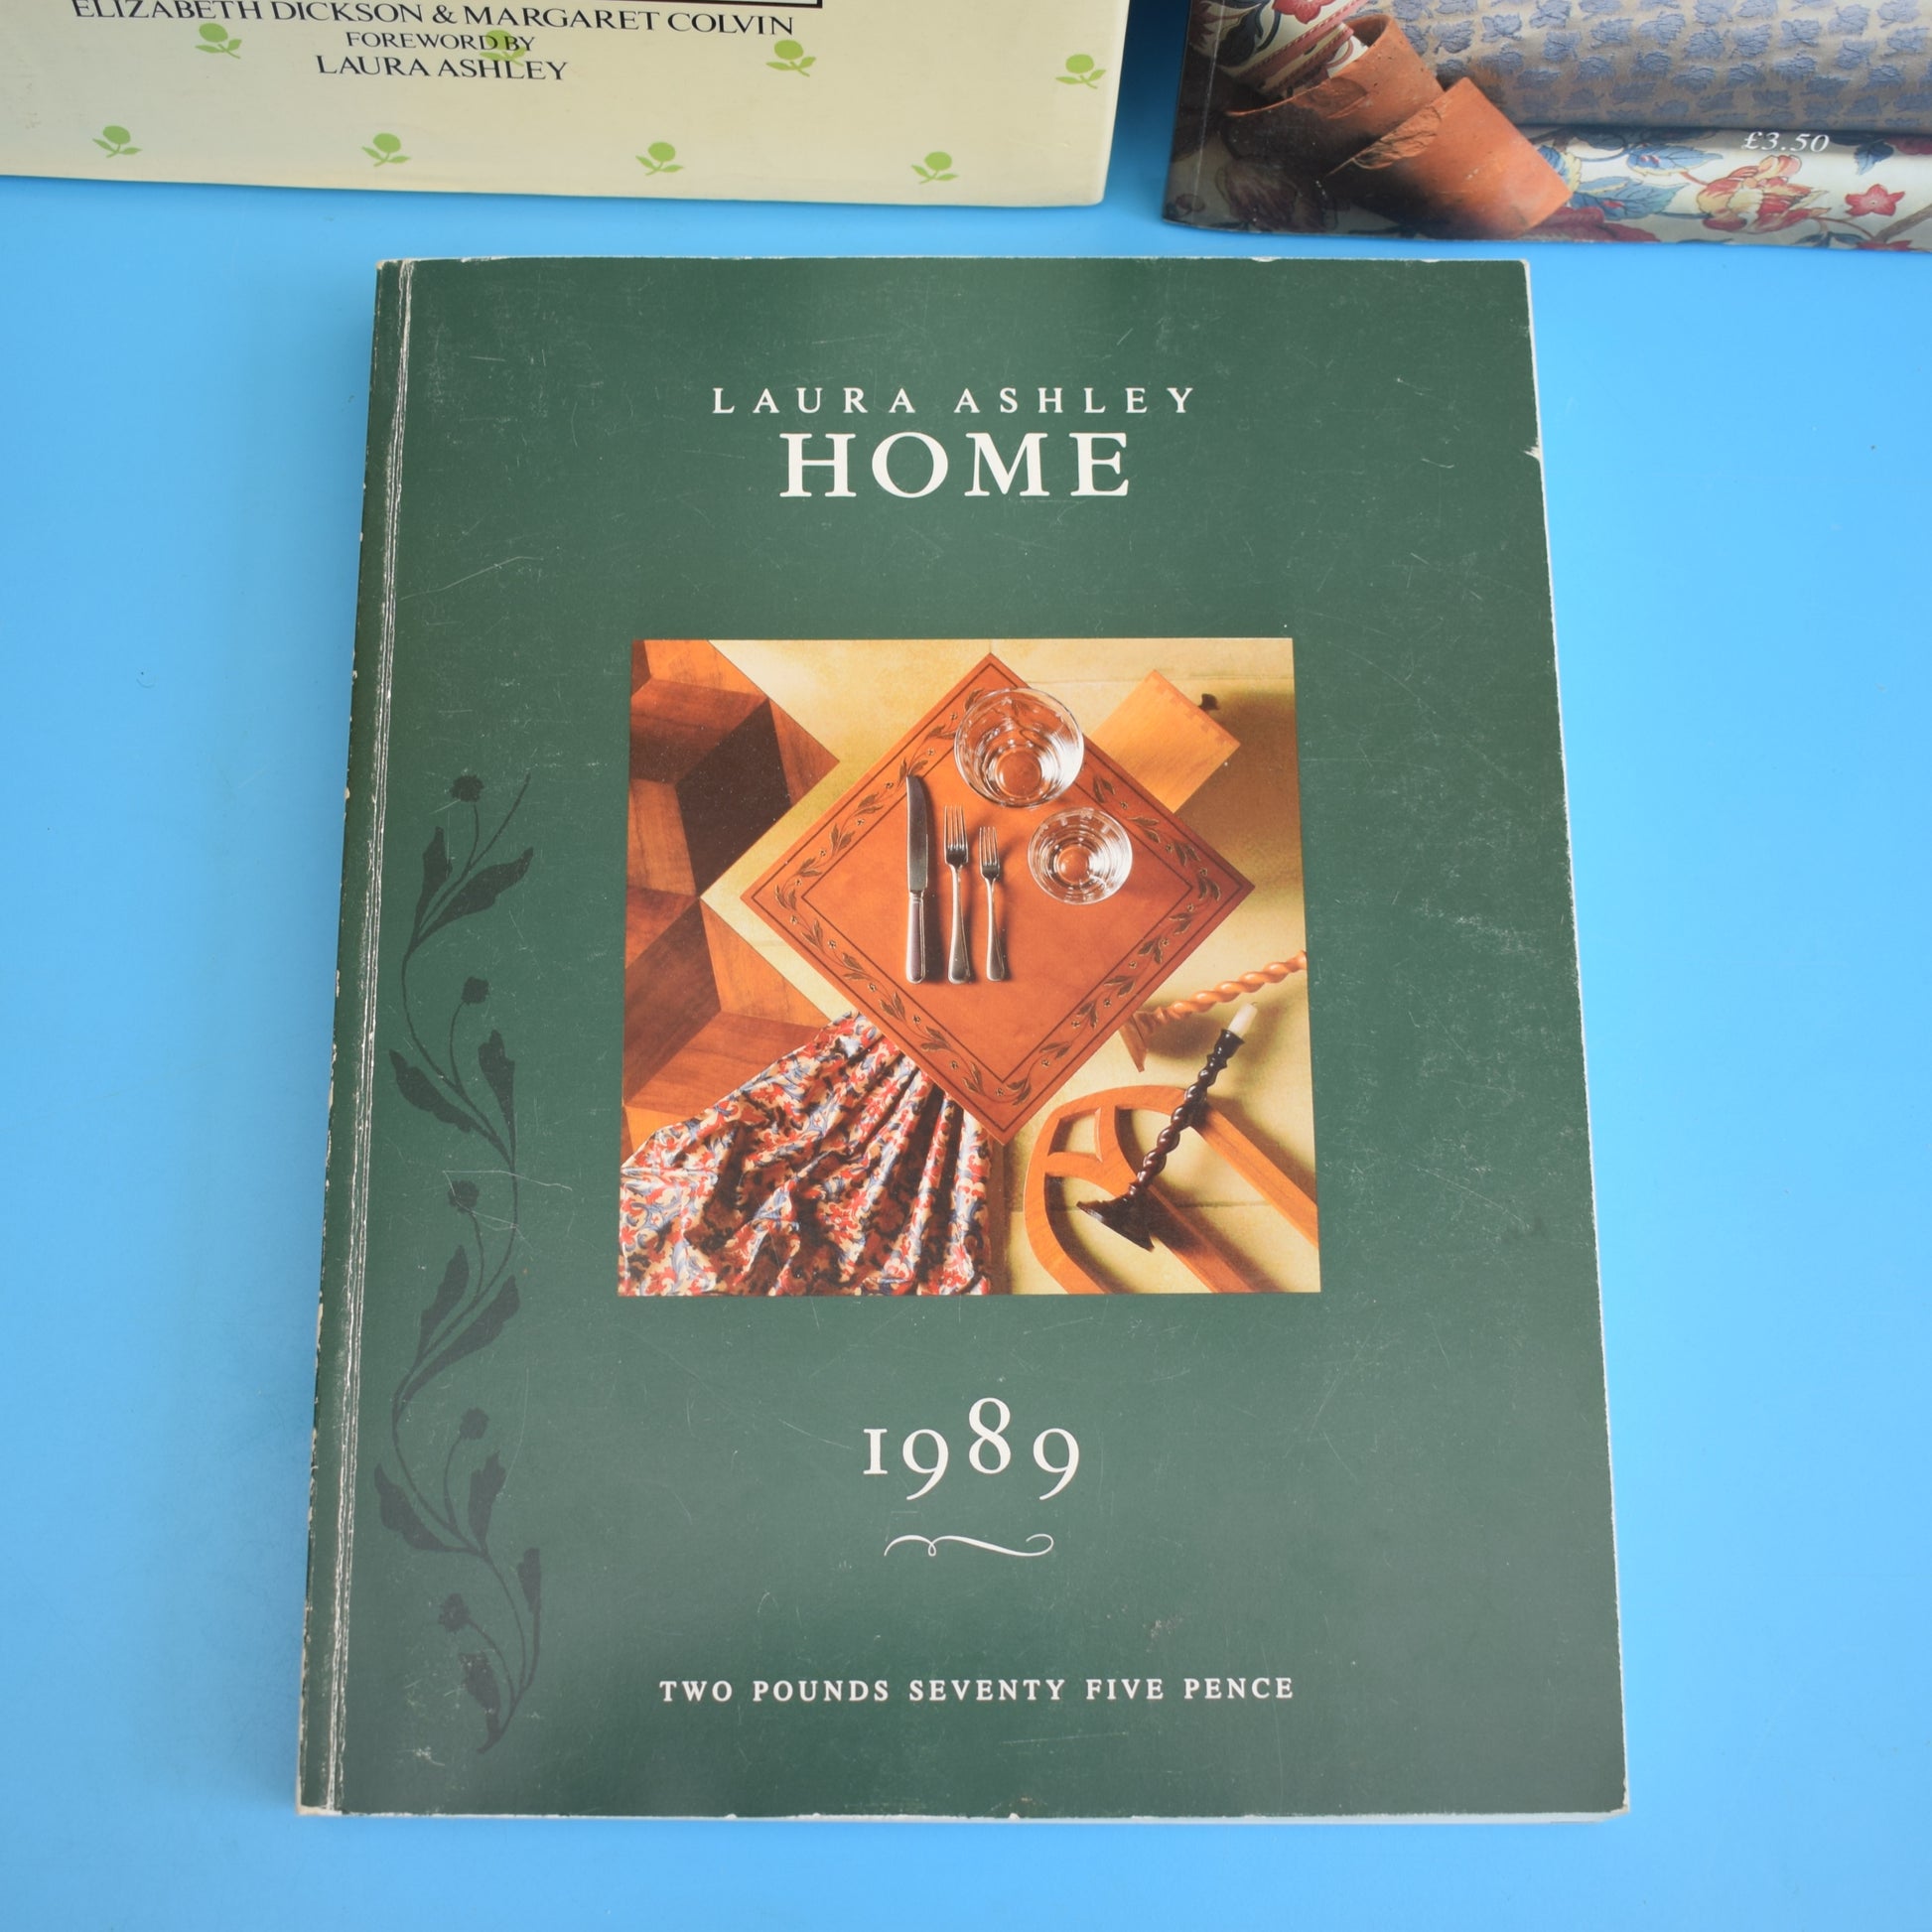 ELIZABETH DICKSON & MARGARET COLVIN
FOREWORD BY
LAURA ASHLEY
£3.50
LAURA ASHLEY
HOME
1989
TWO POUNDS SEVENTY FIVE PENCE